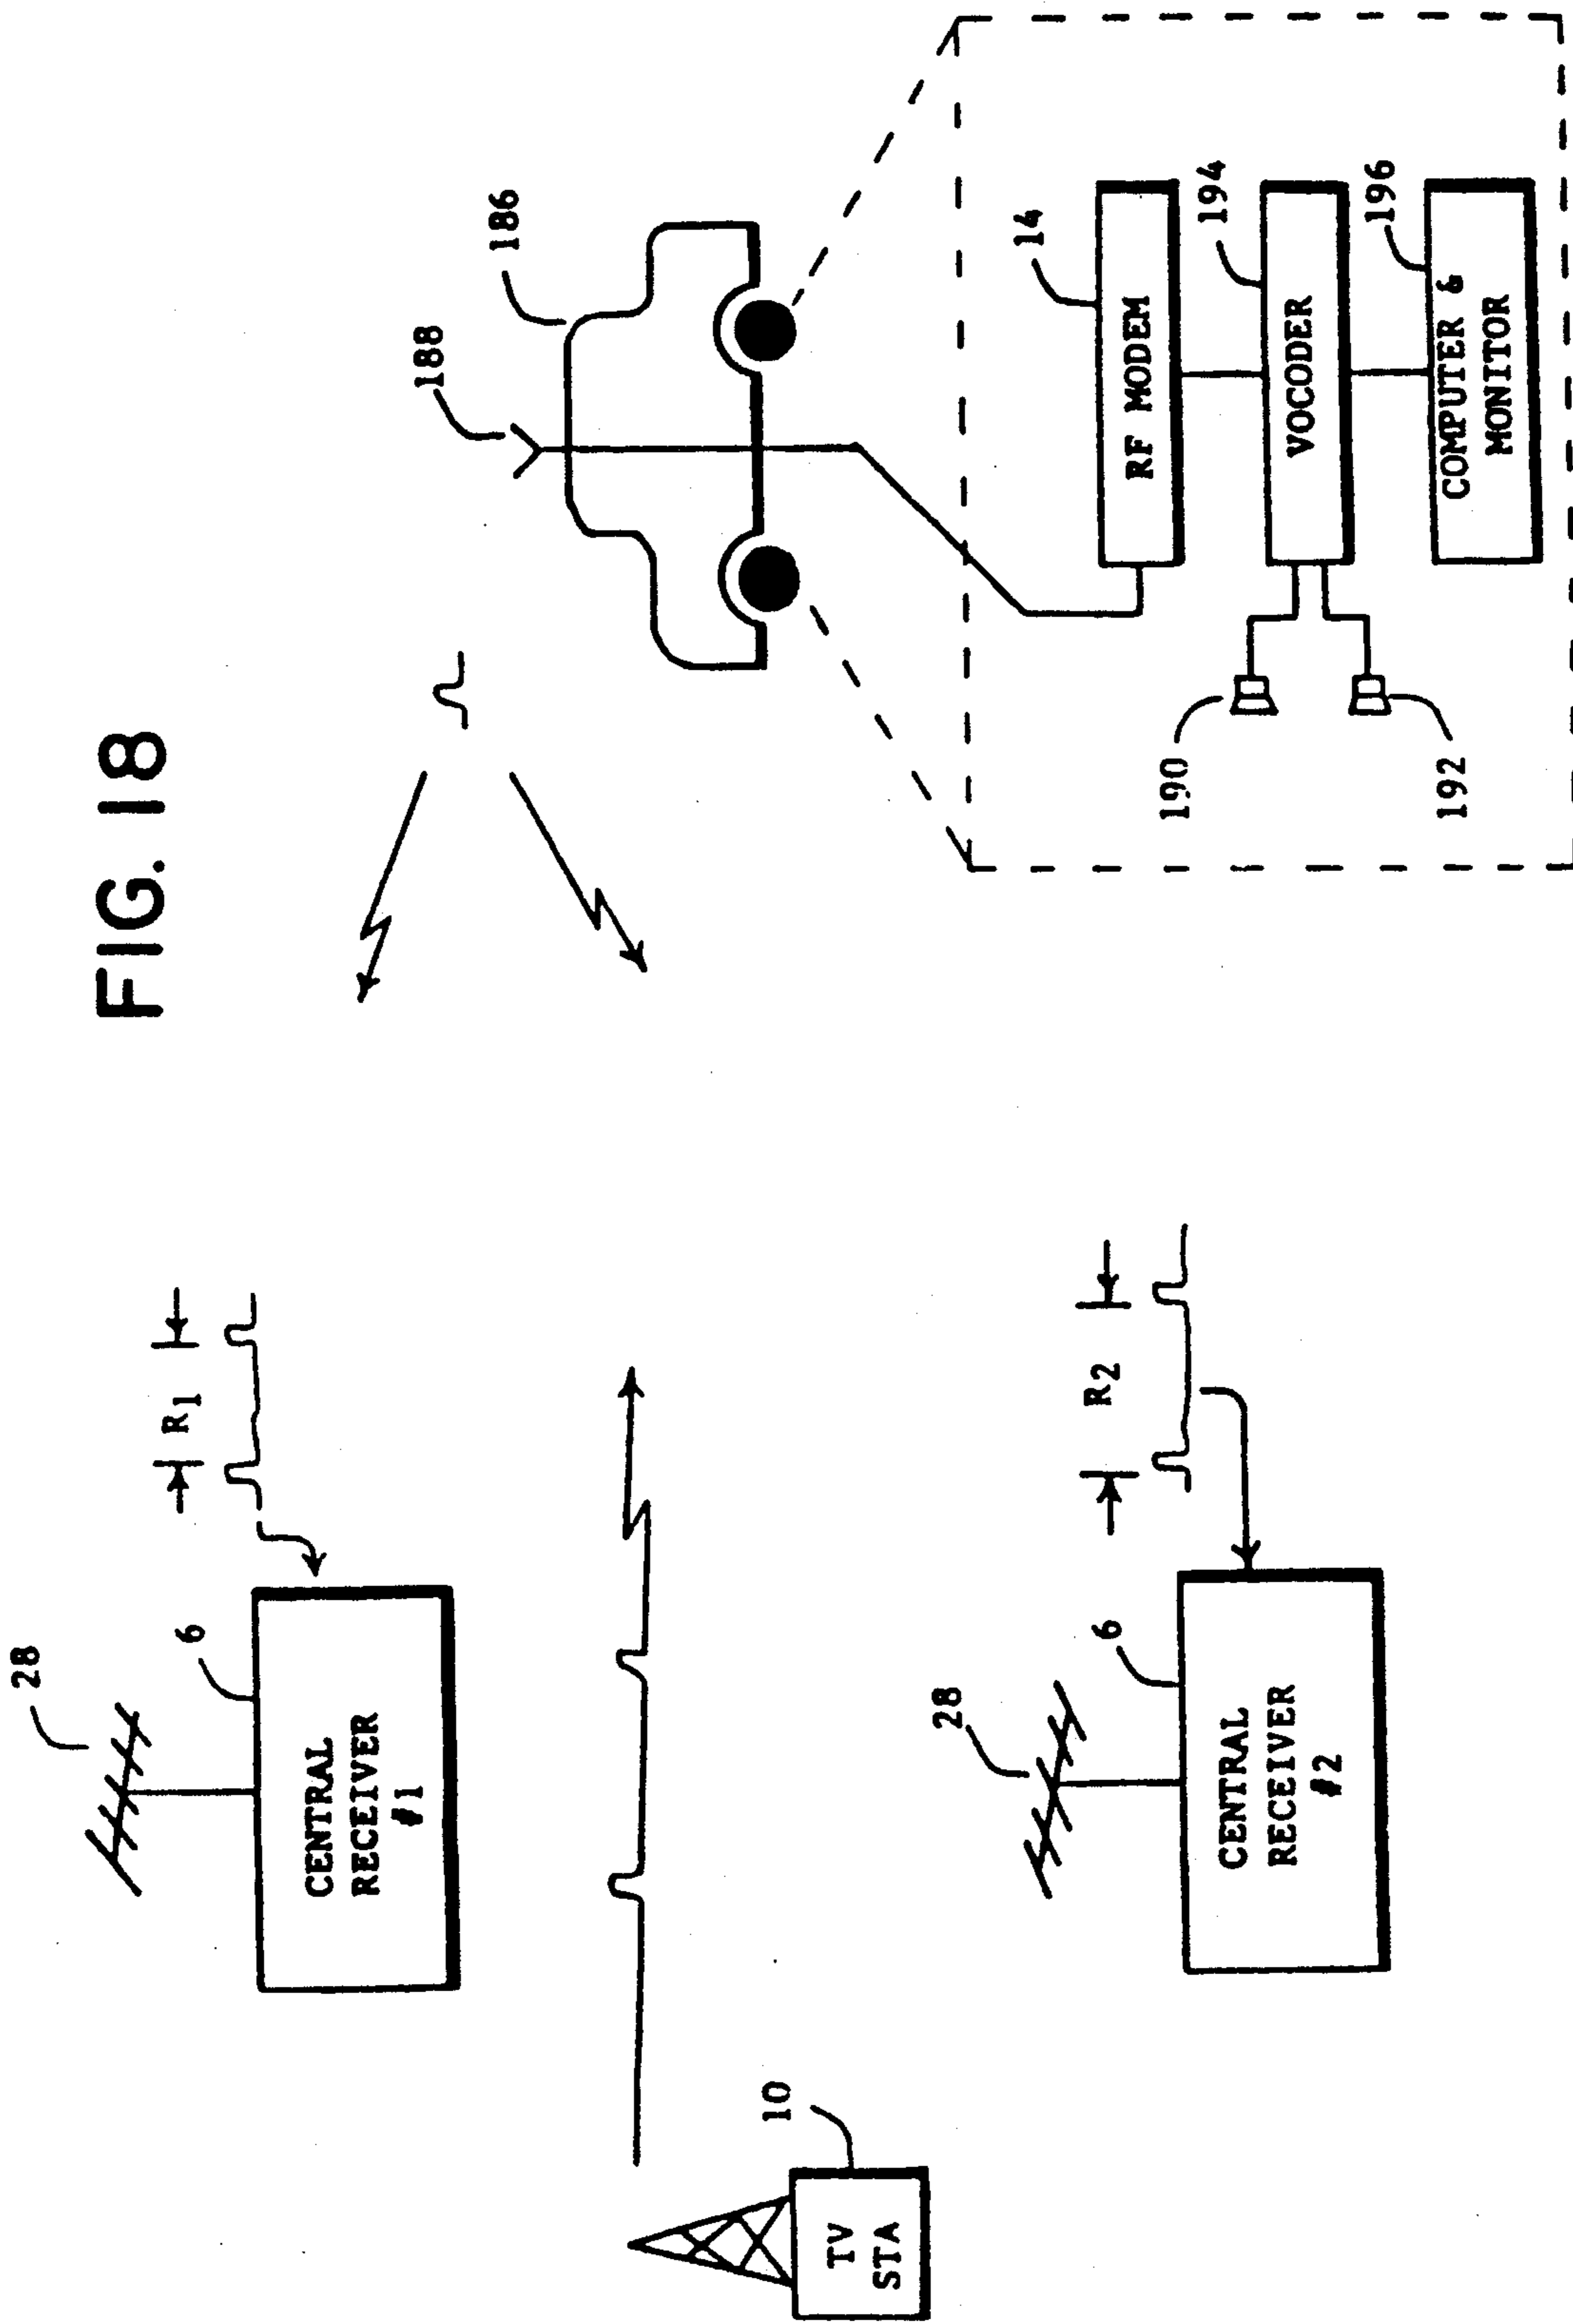 FIG. 18
28
6
CENTRAL
RECEIVER
#1
R1
188
186
10
TV
STA
28
6
CENTRAL
RECEIVER
#2
R2
14
RF MODEM
190
194
VOCODER
192
196
COMPUTER &
MONITOR